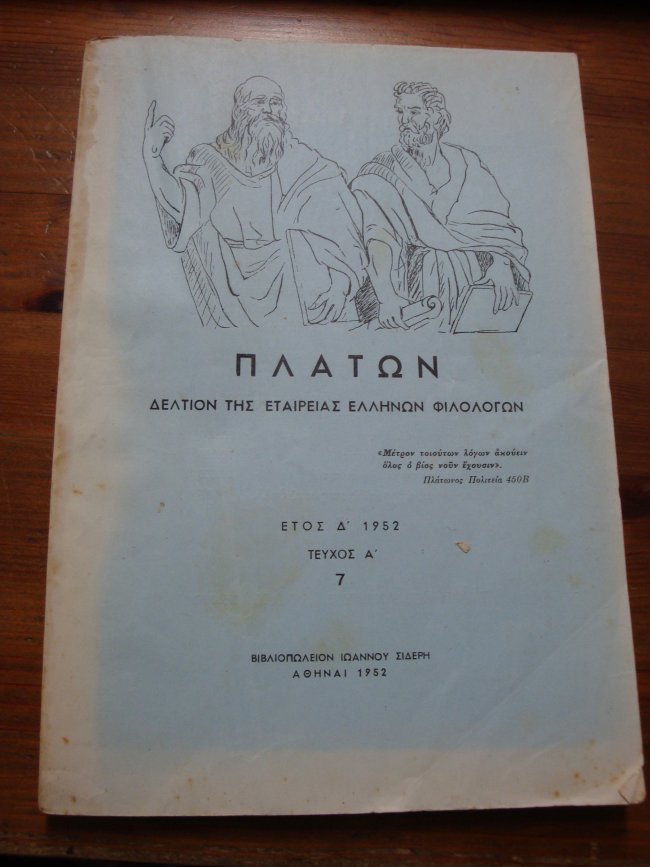 ΠΛΑΤΩΝ
ΔΕΛΤΙΟΝ ΤΗΣ ΕΤΑΙΡΕΙΑΣ ΕΛΛΗΝΩΝ ΦΙΛΟΛΟΓΩΝ
«Μέτρον τοιούτων λόγων ἀκούειν
ὅλος ὁ βίος νοῦν ἔχουσιν».
Πλάτωνος Πολιτεία 450Β
ΕΤΟΣ Δ΄ 1952
ΤΕΥΧΟΣ Α΄
7
ΒΙΒΛΙΟΠΩΛΕΙΟΝ ΙΩΑΝΝΟΥ ΣΙΔΕΡΗ
ΑΘΗΝΑΙ 1952